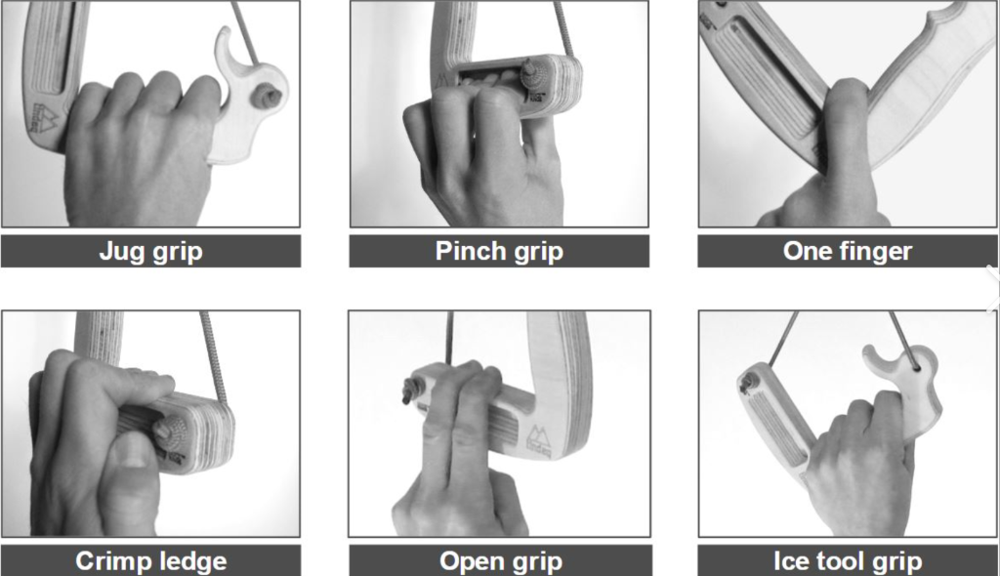 Jug grip
Pinch grip
One finger
Crimp ledge
Open grip
Ice tool grip